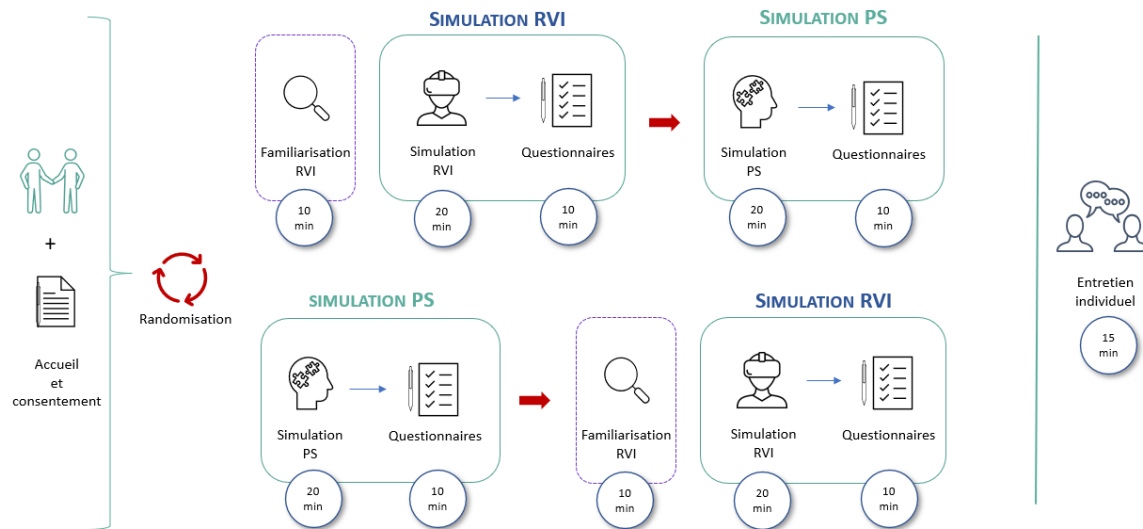 SIMULATION RVI
SIMULATION PS
Familiarisation
RVI
Simulation
RVI
Questionnaires
Simulation
PS
Questionnaires
10
min
20
min
10
min
20
min
10
min
+
Accueil
et
consentement
Randomisation
SIMULATION PS
SIMULATION RVI
Simulation
PS
Questionnaires
Familiarisation
RVI
Simulation
RVI
Questionnaires
20
min
10
min
10
min
20
min
10
min
Entretien
individuel
15
min